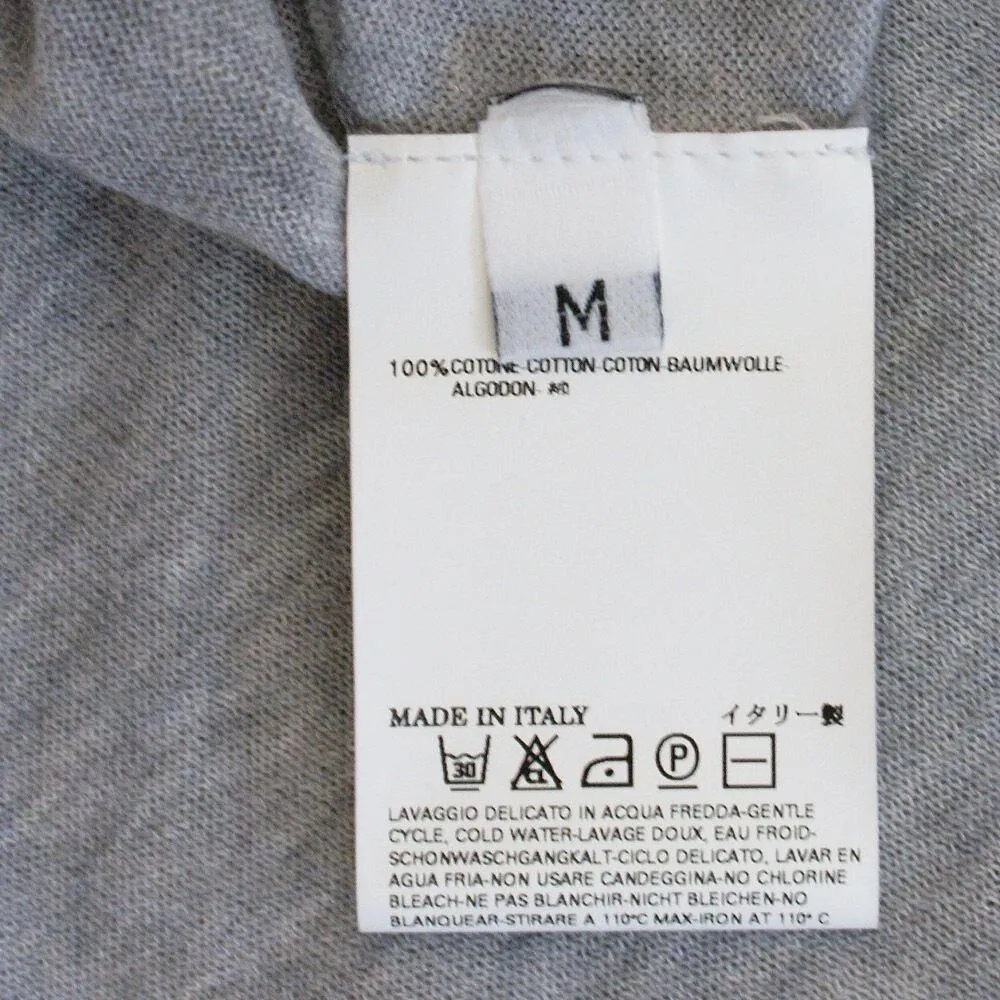 M
100%COTONE-COTTON-COTON-BAUMWOLLE-
ALGODON-
MADE IN ITALY イタリー製
30 CL P
LAVAGGIO DELICATO IN ACQUA FREDDA-GENTLE
CYCLE, COLD WATER-LAVAGE DOUX, EAU FROID-
SCHONWASCHGANGKALT-CICLO DELICATO, LAVAR EN
AGUA FRIA-NON USARE CANDEGGINA-NO CHLORINE
BLEACH-NE PAS BLANCHIR-NICHT BLEICHEN-NO
BLANQUEAR-STIRARE A 110°C MAX-IRON AT 110° C